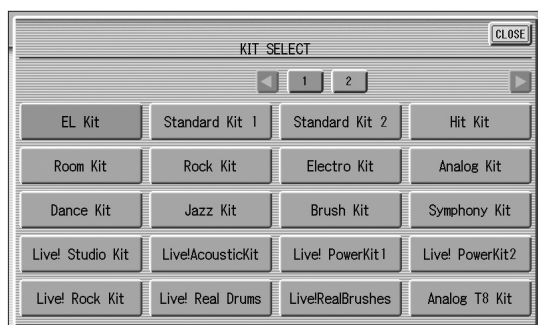 CLOSE
KIT SELECT
1 2
EL Kit Standard Kit 1 Standard Kit 2 Hit Kit
Room Kit Rock Kit Electro Kit Analog Kit
Dance Kit Jazz Kit Brush Kit Symphony Kit
Live! Studio Kit Live!AcousticKit Live! PowerKit1 Live! PowerKit2
Live! Rock Kit Live! Real Drums Live!RealBrushes Analog T8 Kit